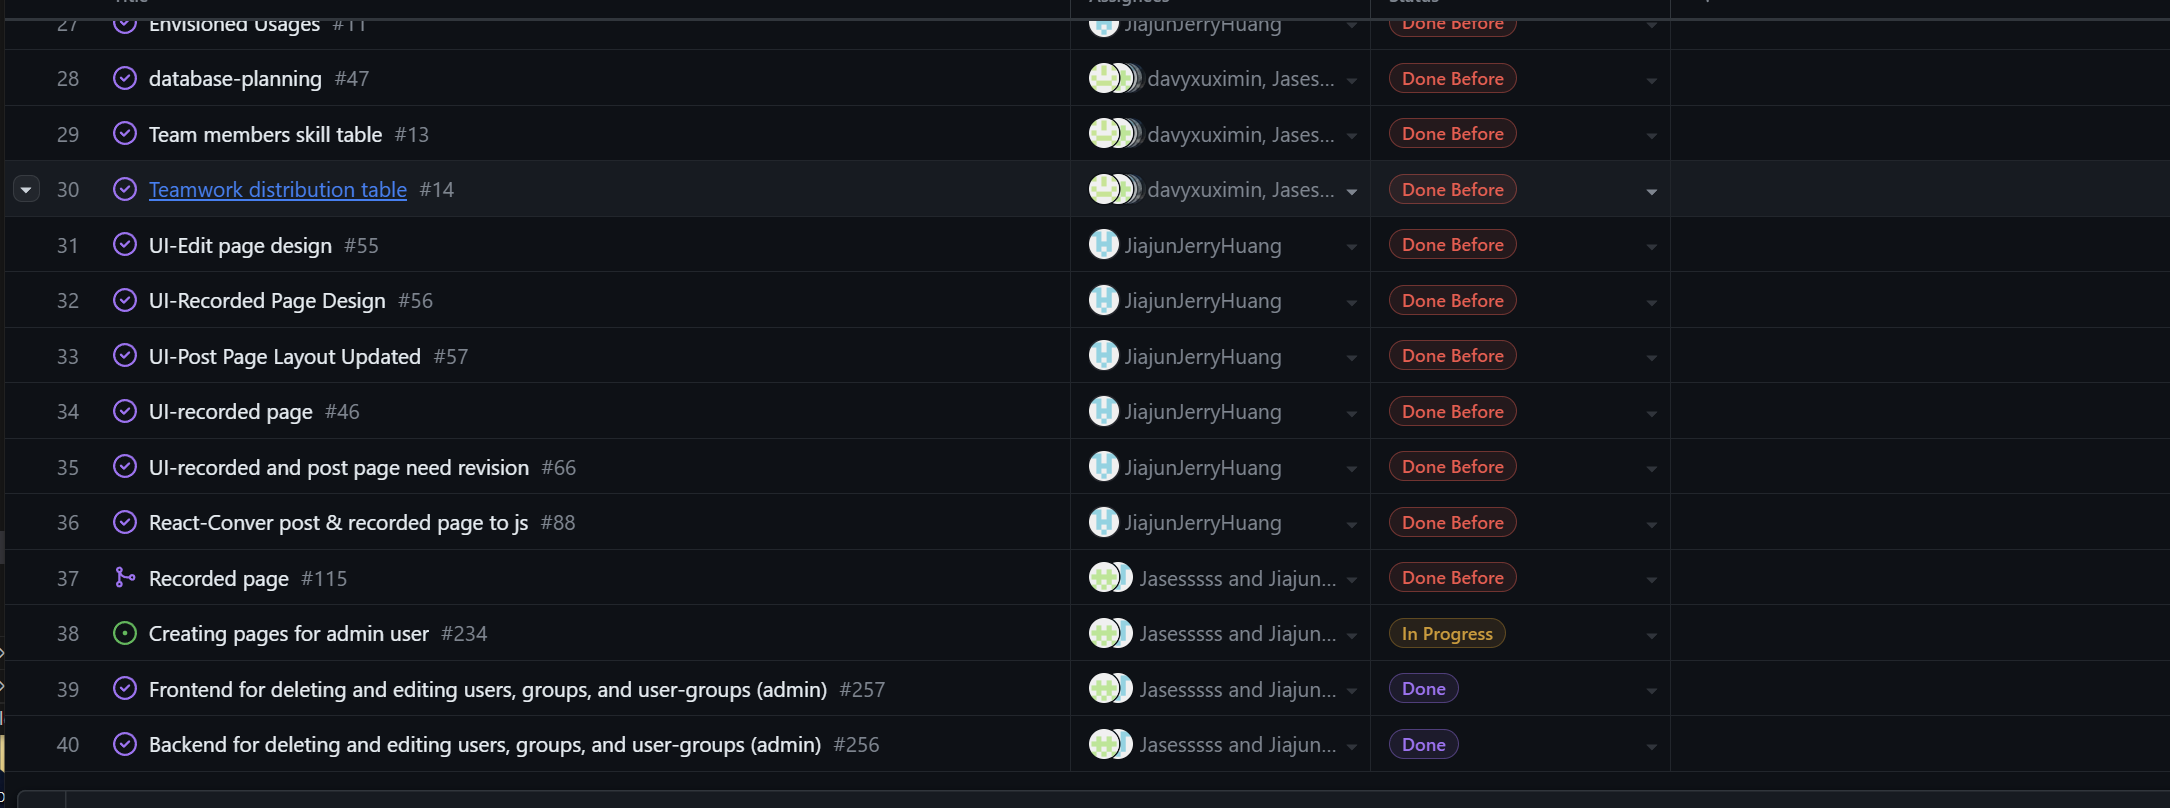 Title Assignees Status
27 Envisioned Usages #11 JiajunJerryHuang Done Before
28 database-planning #47 davyxuximin, Jases... Done Before
29 Team members skill table #13 davyxuximin, Jases... Done Before
30 Teamwork distribution table #14 davyxuximin, Jases... Done Before
31 UI-Edit page design #55 JiajunJerryHuang Done Before
32 UI-Recorded Page Design #56 JiajunJerryHuang Done Before
33 UI-Post Page Layout Updated #57 JiajunJerryHuang Done Before
34 UI-recorded page #46 JiajunJerryHuang Done Before
35 UI-recorded and post page need revision #66 JiajunJerryHuang Done Before
36 React-Conver post & recorded page to js #88 JiajunJerryHuang Done Before
37 Recorded page #115 Jasesssss and Jiajun... Done Before
38 Creating pages for admin user #234 Jasesssss and Jiajun... In Progress
39 Frontend for deleting and editing users, groups, and user-groups (admin) #257 Jasesssss and Jiajun... Done
40 Backend for deleting and editing users, groups, and user-groups (admin) #256 Jasesssss and Jiajun... Done